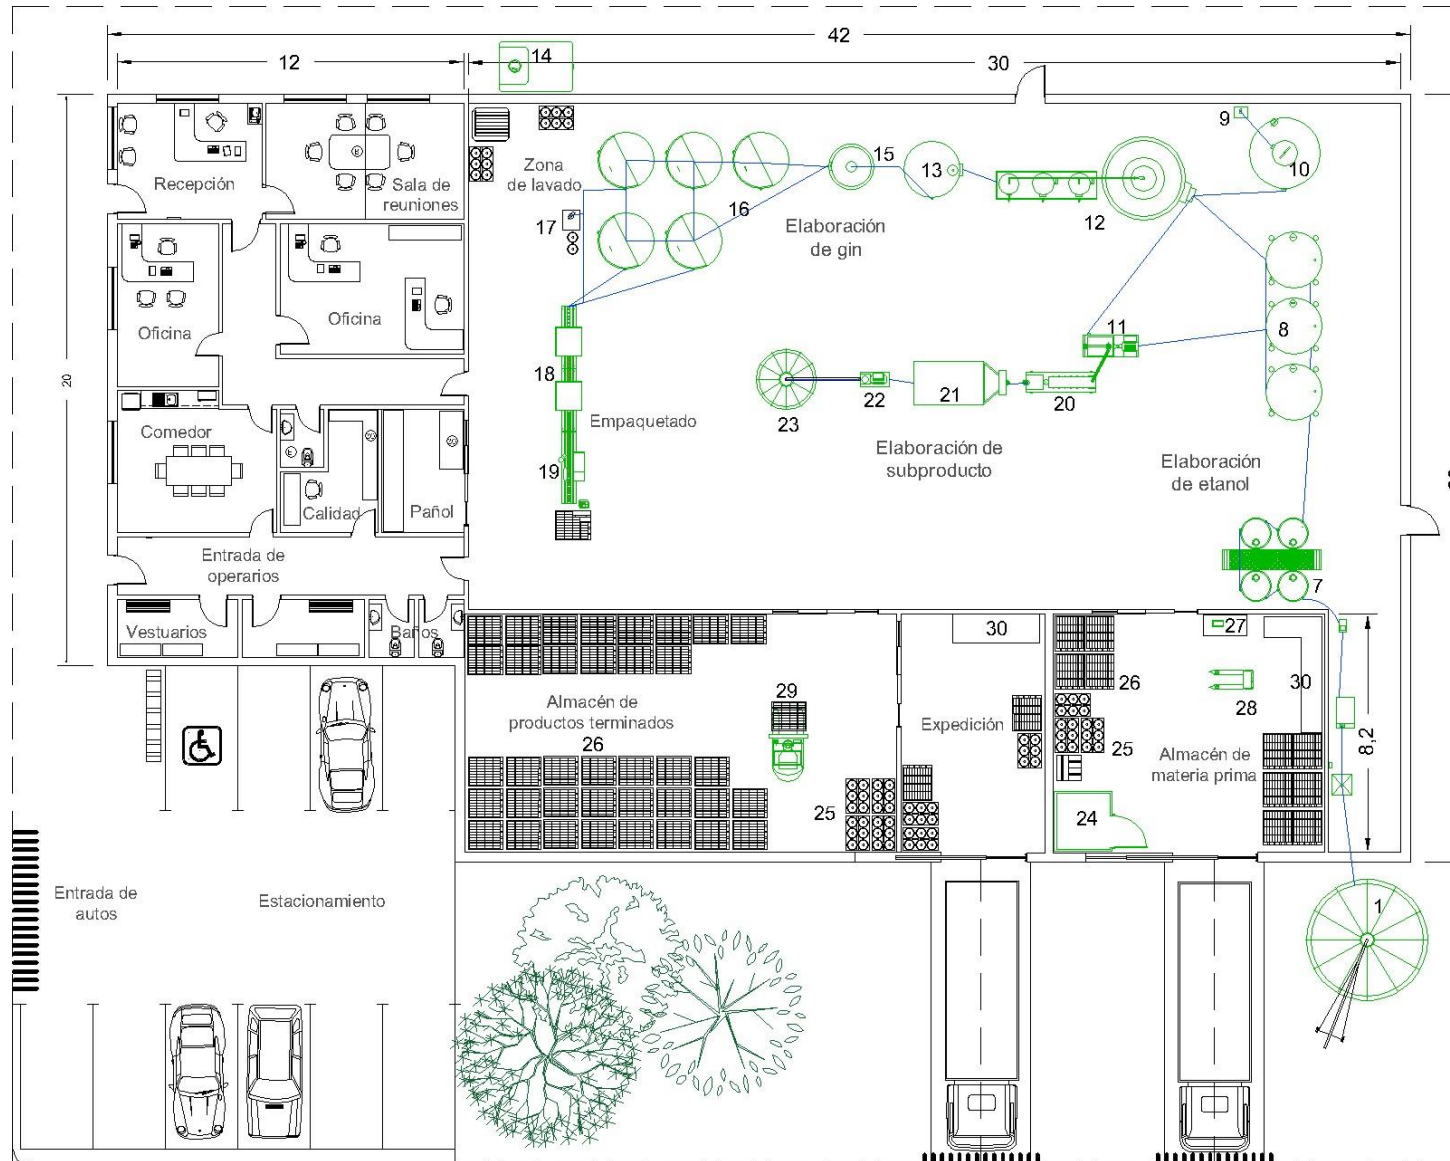 42
12
14
30
9
Recepción
Sala de
reuniones
Zona
de lavado
15
13
10
16
17
12
Elaboración
de gin
Oficina
Oficina
11
8
20
18
23
22
21
20
Comedor
Empaquetado
Elaboración de
subproducto
Elaboración
de etanol
19
Calidad
Pañol
Entrada de
operarios
7
Vestuarios
Baños
30
27
26
30
Almacén de
productos terminados
26
29
Expedición
28
25
Almacén de
materia prima
8,2
25
24
Entrada de
autos
Estacionamiento
1